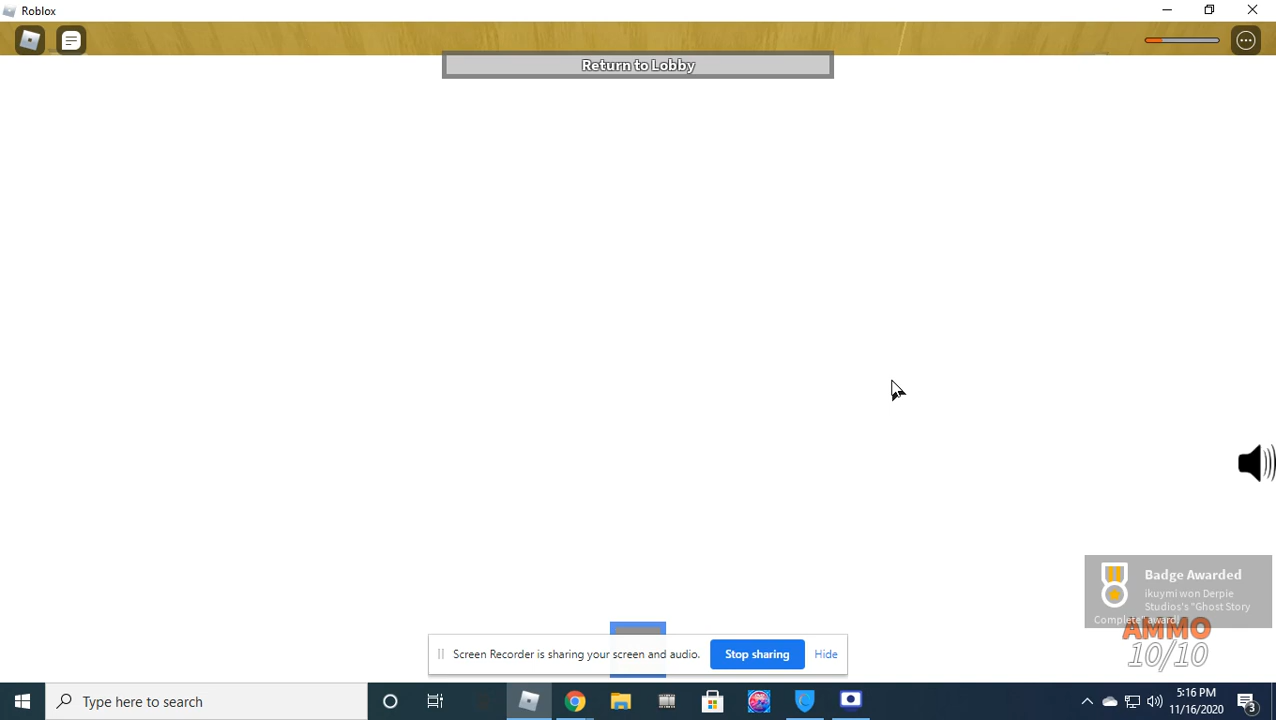 Roblox
Return to Lobby
Badge Awarded
ikuymi won Derpie
Studios's "Ghost Story
Complete" award!
AMMO
10/10
Screen Recorder is sharing your screen and audio.
Stop sharing
Hide
Type here to search
5:16 PM
11/16/2020
3